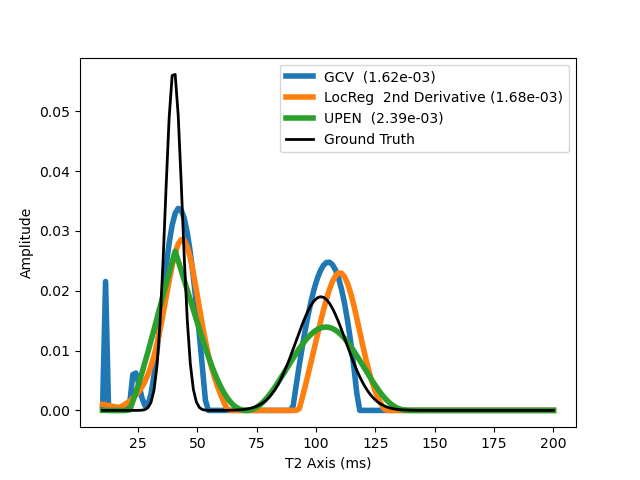 GCV (1.62e-03)
LocReg 2nd Derivative (1.68e-03)
UPEN (2.39e-03)
Ground Truth
0.05
0.04
0.03
0.02
0.01
0.00
Amplitude
25 50 75 100 125 150 175 200
T2 Axis (ms)